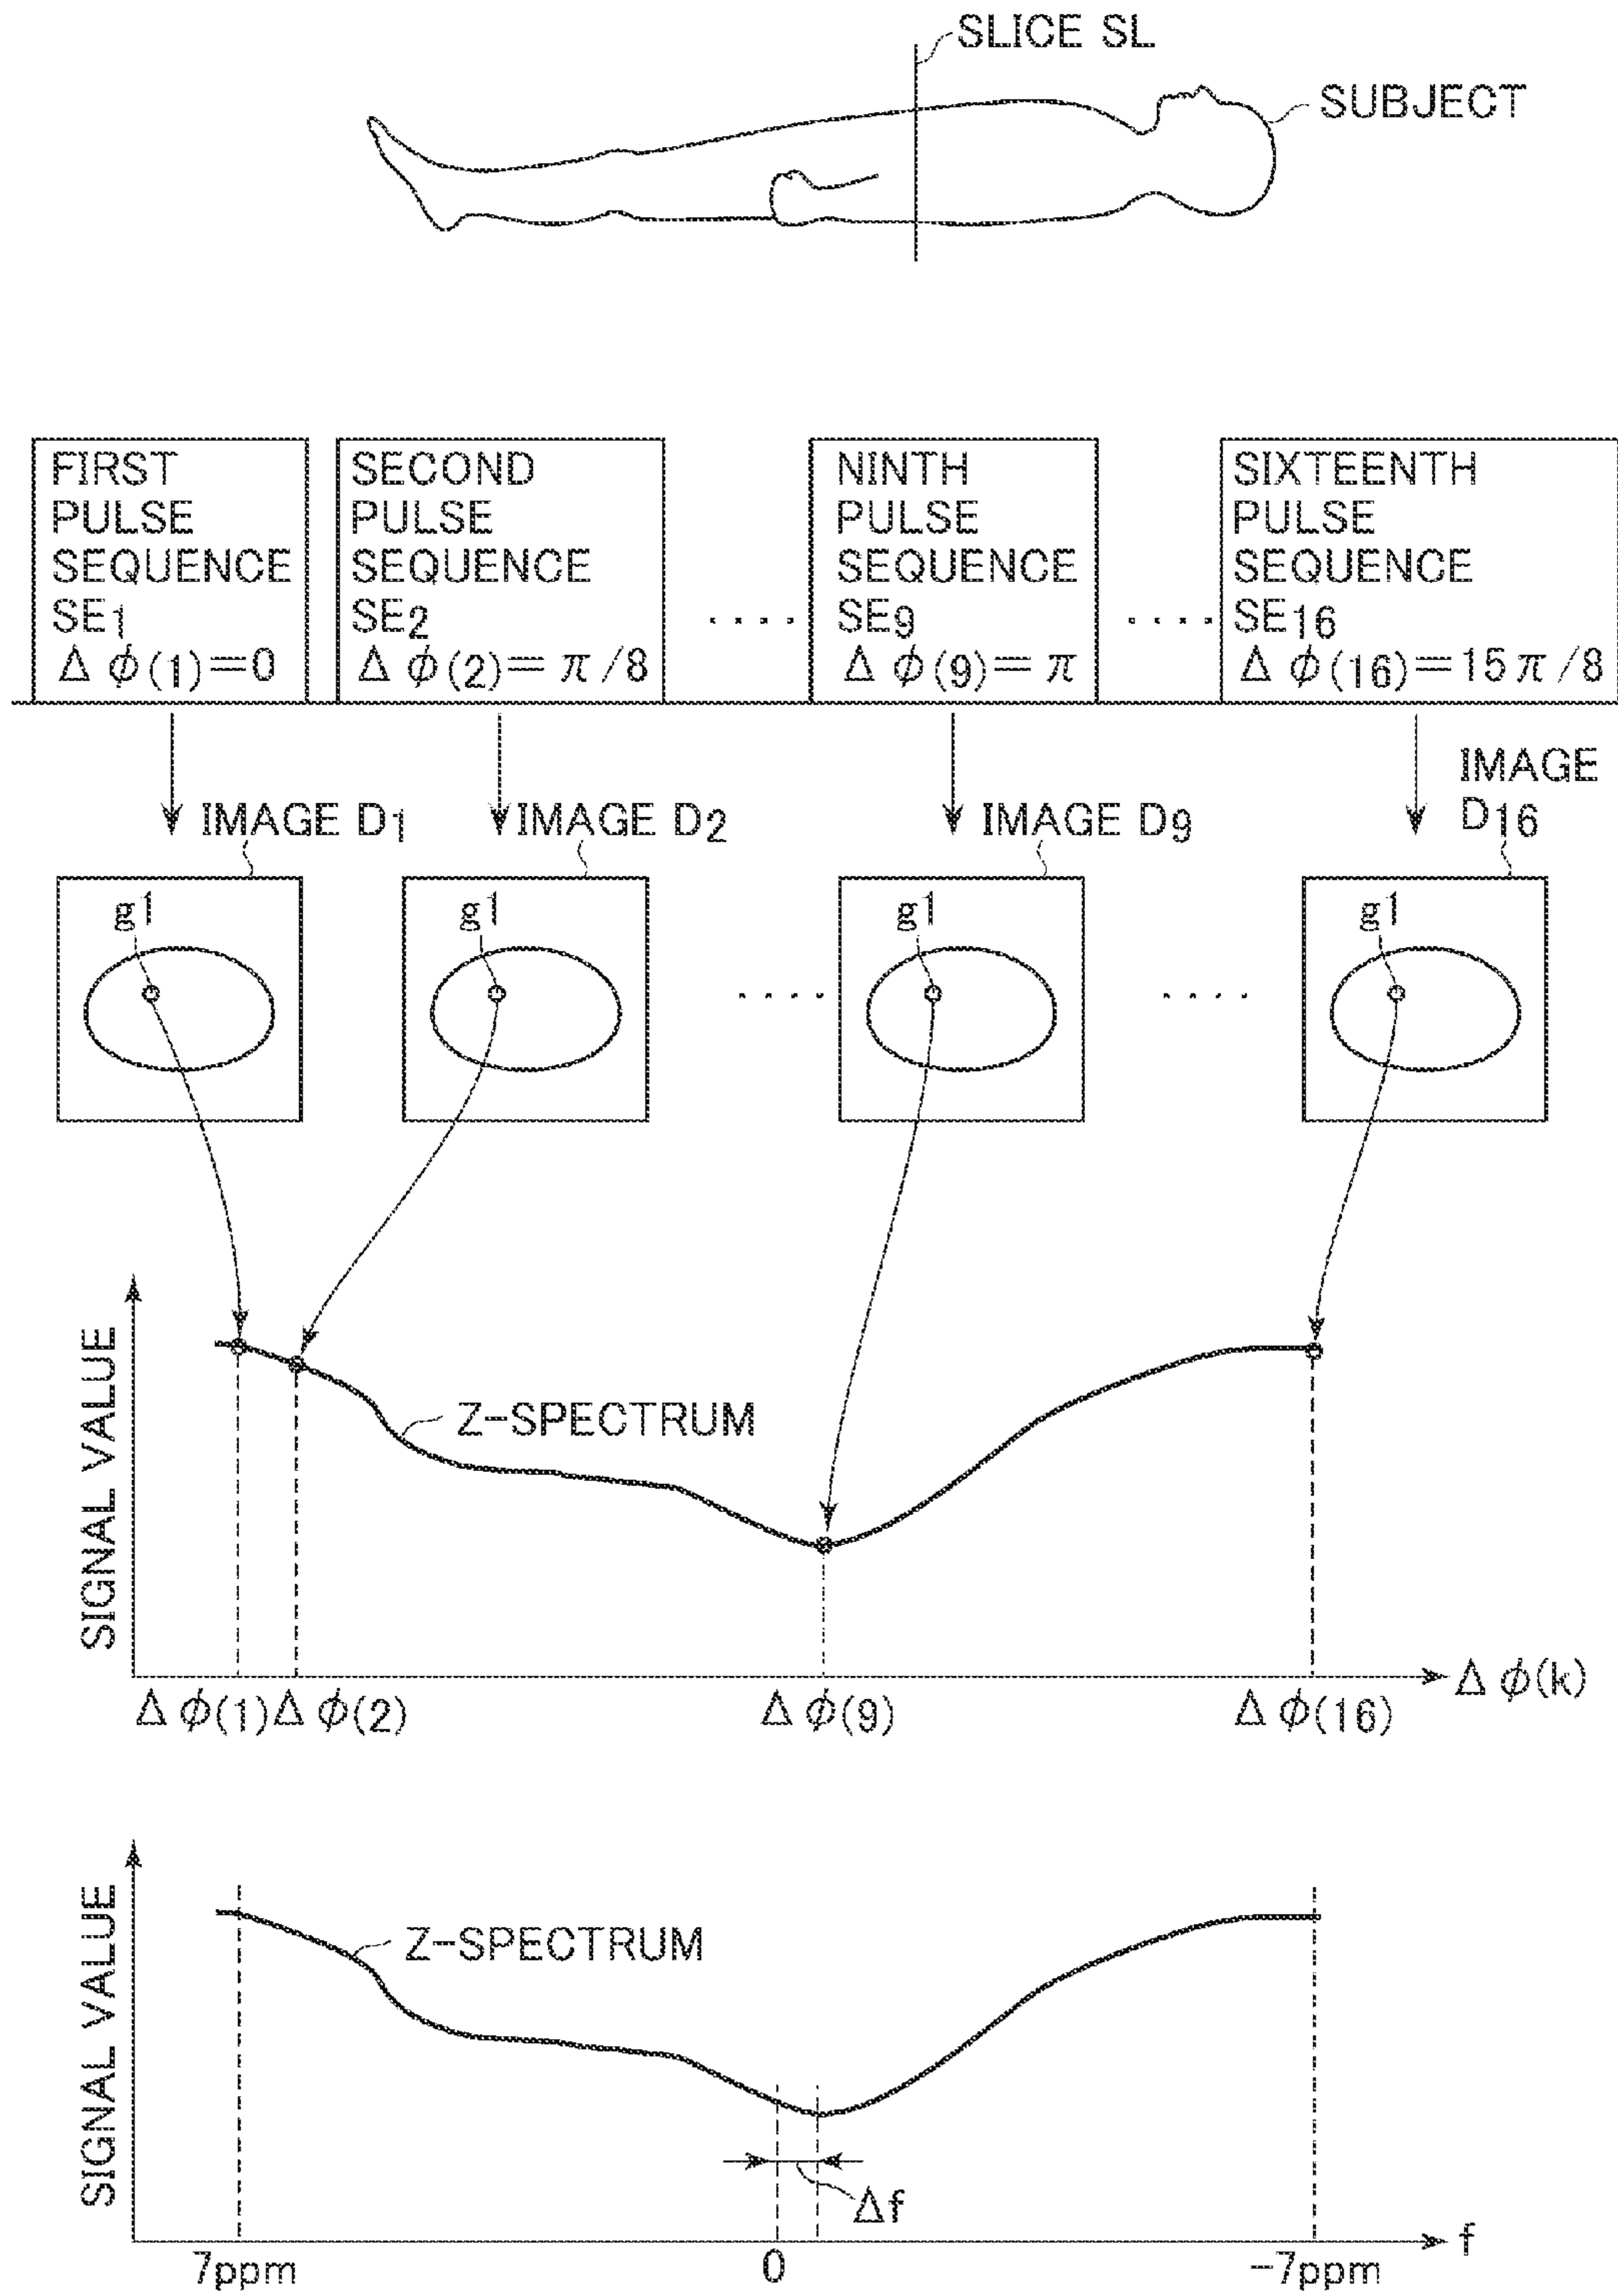 SLICE SL
SUBJECT
FIRST
PULSE
SEQUENCE
SE1
Δϕ(1)=0
SECOND
PULSE
SEQUENCE
SE2
Δϕ(2)=π/8
....
NINTH
PULSE
SEQUENCE
SE9
Δϕ(9)=π
....
SIXTEENTH
PULSE
SEQUENCE
SE16
Δϕ(16)=15π/8
IMAGE D1
IMAGE D2
IMAGE D9
IMAGE
D16
g1
g1
....
g1
....
g1
SIGNAL VALUE
Z-SPECTRUM
Δϕ(k)
Δϕ(1)
Δϕ(2)
Δϕ(9)
Δϕ(16)
SIGNAL VALUE
Z-SPECTRUM
Δf
f
7ppm
0
-7ppm